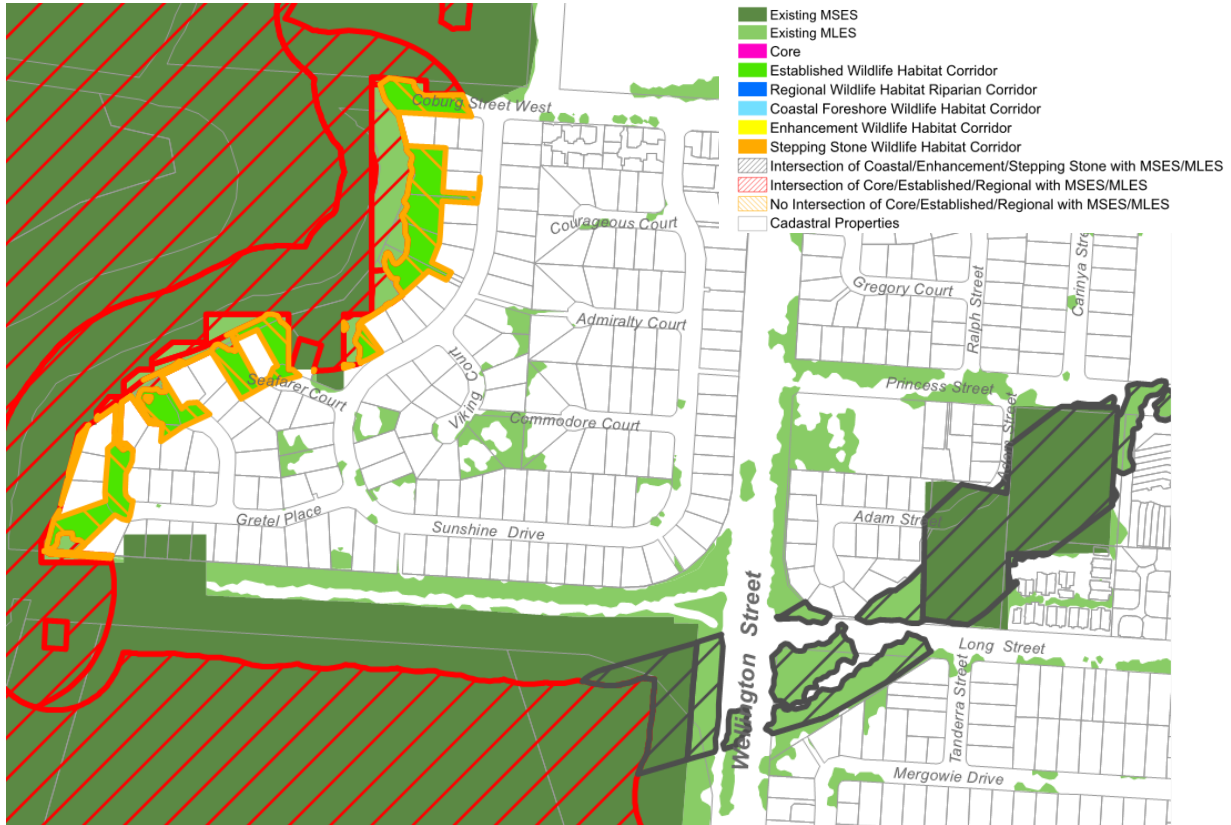 Existing MSES
Existing MLES
Core
Established Wildlife Habitat Corridor
Regional Wildlife Habitat Riparian Corridor
Coastal Foreshore Wildlife Habitat Corridor
Enhancement Wildlife Habitat Corridor
Stepping Stone Wildlife Habitat Corridor
Intersection of Coastal/Enhancement/Stepping Stone with MSES/MLES
Intersection of Core/Established/Regional with MSES/MLES
No Intersection of Core/Established/Regional with MSES/MLES
Cadastral Properties
Coburg Street West
Courageous Court
Carinya Stre
Gregory Court
Ralph Street
Admiralty Court
Viking Court
Seafarer Court
Princess Street
Commodore Court
Adam Street
Gretel Place
Sunshine Drive
Adam Street
Wellington Street
Long Street
Tanderra Street
Mergowie Drive